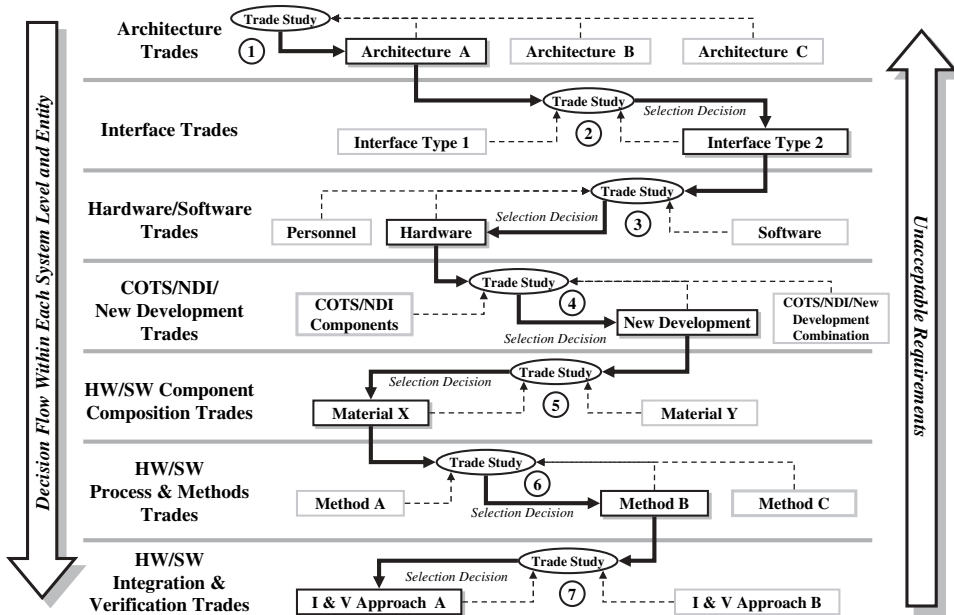 Decision Flow Within Each System Level and Entity
Unacceptable Requirements
Architecture
Trades
Trade Study
1
Architecture A
Architecture B
Architecture C
Interface Trades
Trade Study
Selection Decision
2
Interface Type 1
Interface Type 2
Hardware/Software
Trades
Trade Study
Selection Decision
3
Personnel
Hardware
Software
COTS/NDI/
New Development
Trades
Trade Study
4
COTS/NDI
Components
Selection Decision
New Development
COTS/NDI/New
Development
Combination
HW/SW Component
Composition Trades
Selection Decision
Trade Study
5
Material X
Material Y
HW/SW
Process & Methods
Trades
Trade Study
6
Method A
Selection Decision
Method B
Method C
HW/SW
Integration &
Verification Trades
Selection Decision
Trade Study
7
I & V Approach A
I & V Approach B